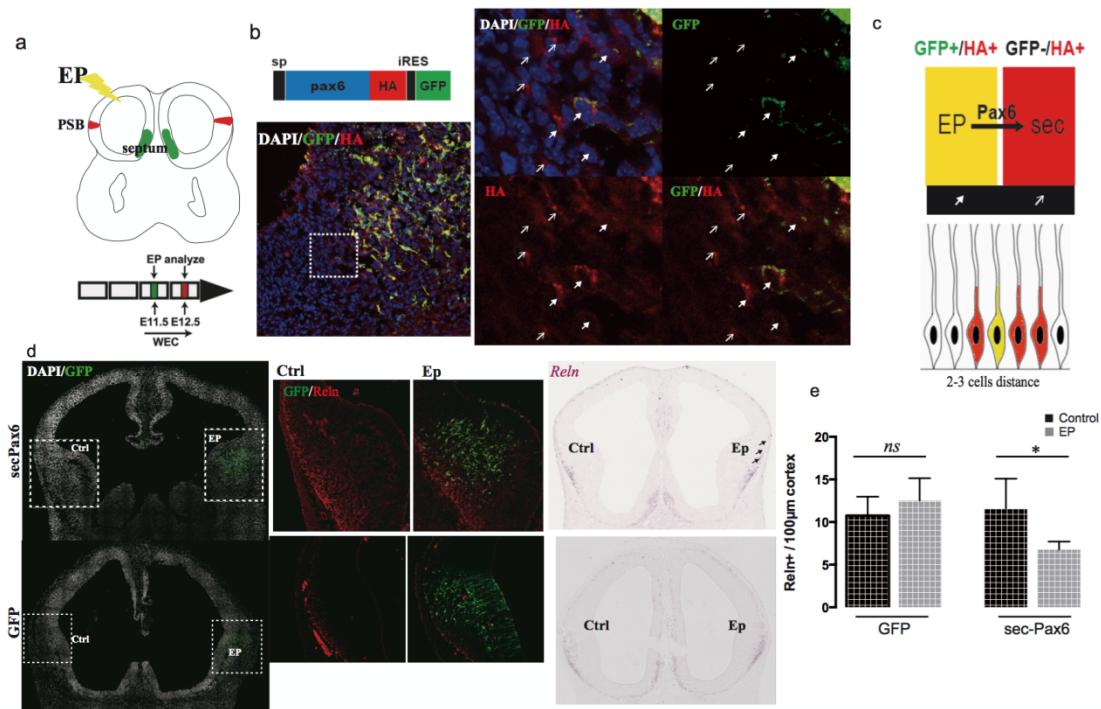 a
EP
PSB
septum
EP analyze
E11.5 E12.5
WEC
b
sp iRES
pax6 HA GFP
DAPI/GFP/HA
DAPI/GFP/HA
GFP
HA
GFP/HA
c
GFP+/HA+ GFP-/HA+
Pax6
EP sec
2-3 cells distance
d
DAPI/GFP
secPax6
Ctrl
EP
Ctrl
Ep
GFP/Reln
Reln
Ctrl
Ep
GFP
Ctrl
EP
Ctrl
Ep
e
Control
EP
Reln+ / 100µm cortex
20
15
10
5
0
ns
*
GFP sec-Pax6